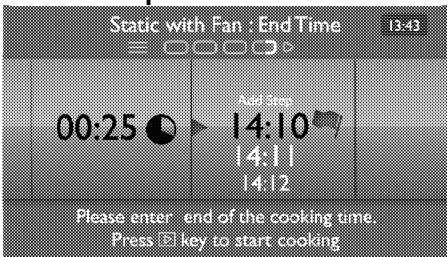 Static with Fan : End Time 13:43
Add Step
00:25 14:10
14:11
14:12
Please enter end of the cooking time.
Press key to start cooking